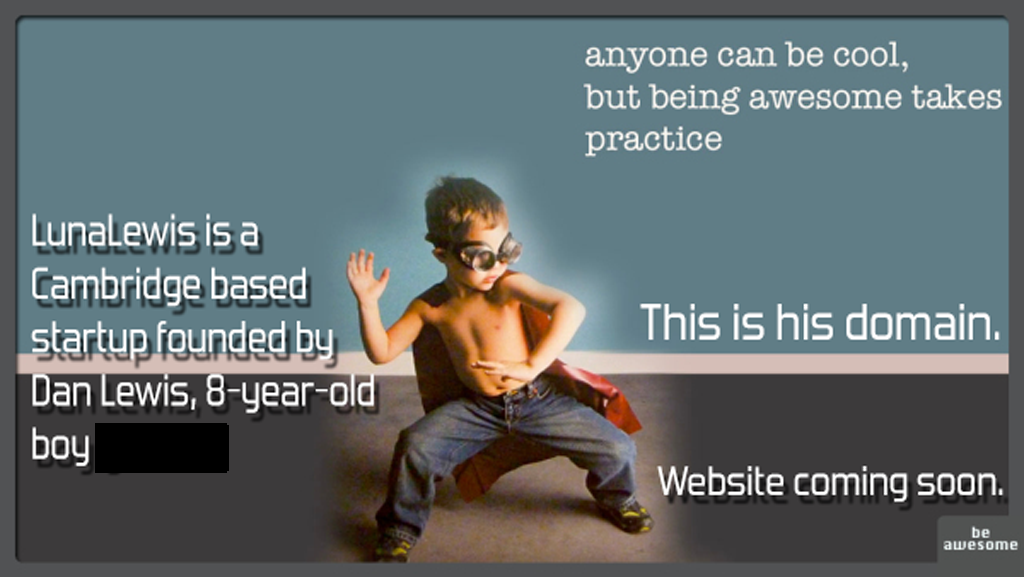 anyone can be cool,
but being awesome takes
practice
LunaLewis is a
Cambridge based
startup founded by
Dan Lewis, 8-year-old
boy
This is his domain.
Website coming soon.
be
awesome